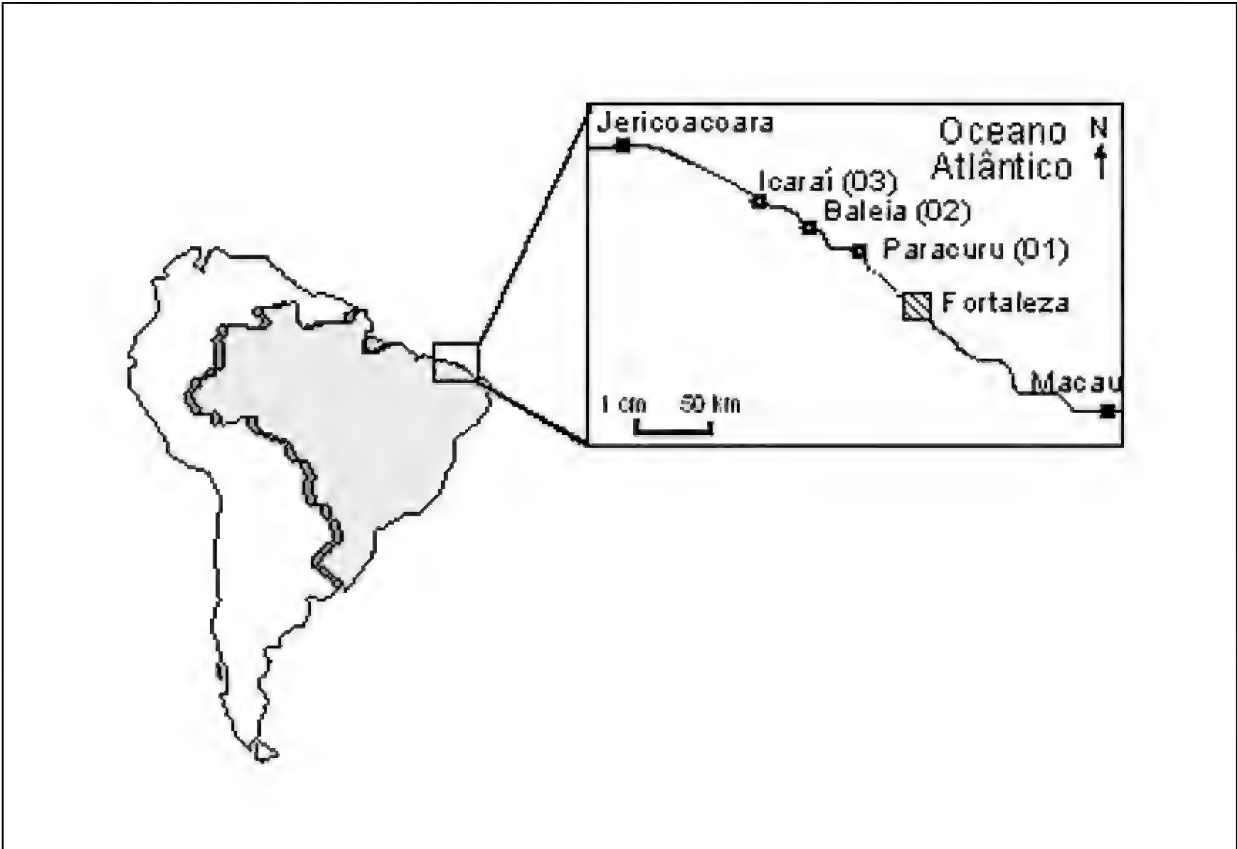 Jericoacoara
Oceano N
Atlântico
Icaraí (03)
Baleia (02)
Paracuru (01)
Fortaleza
Macau
1 cm 50 km